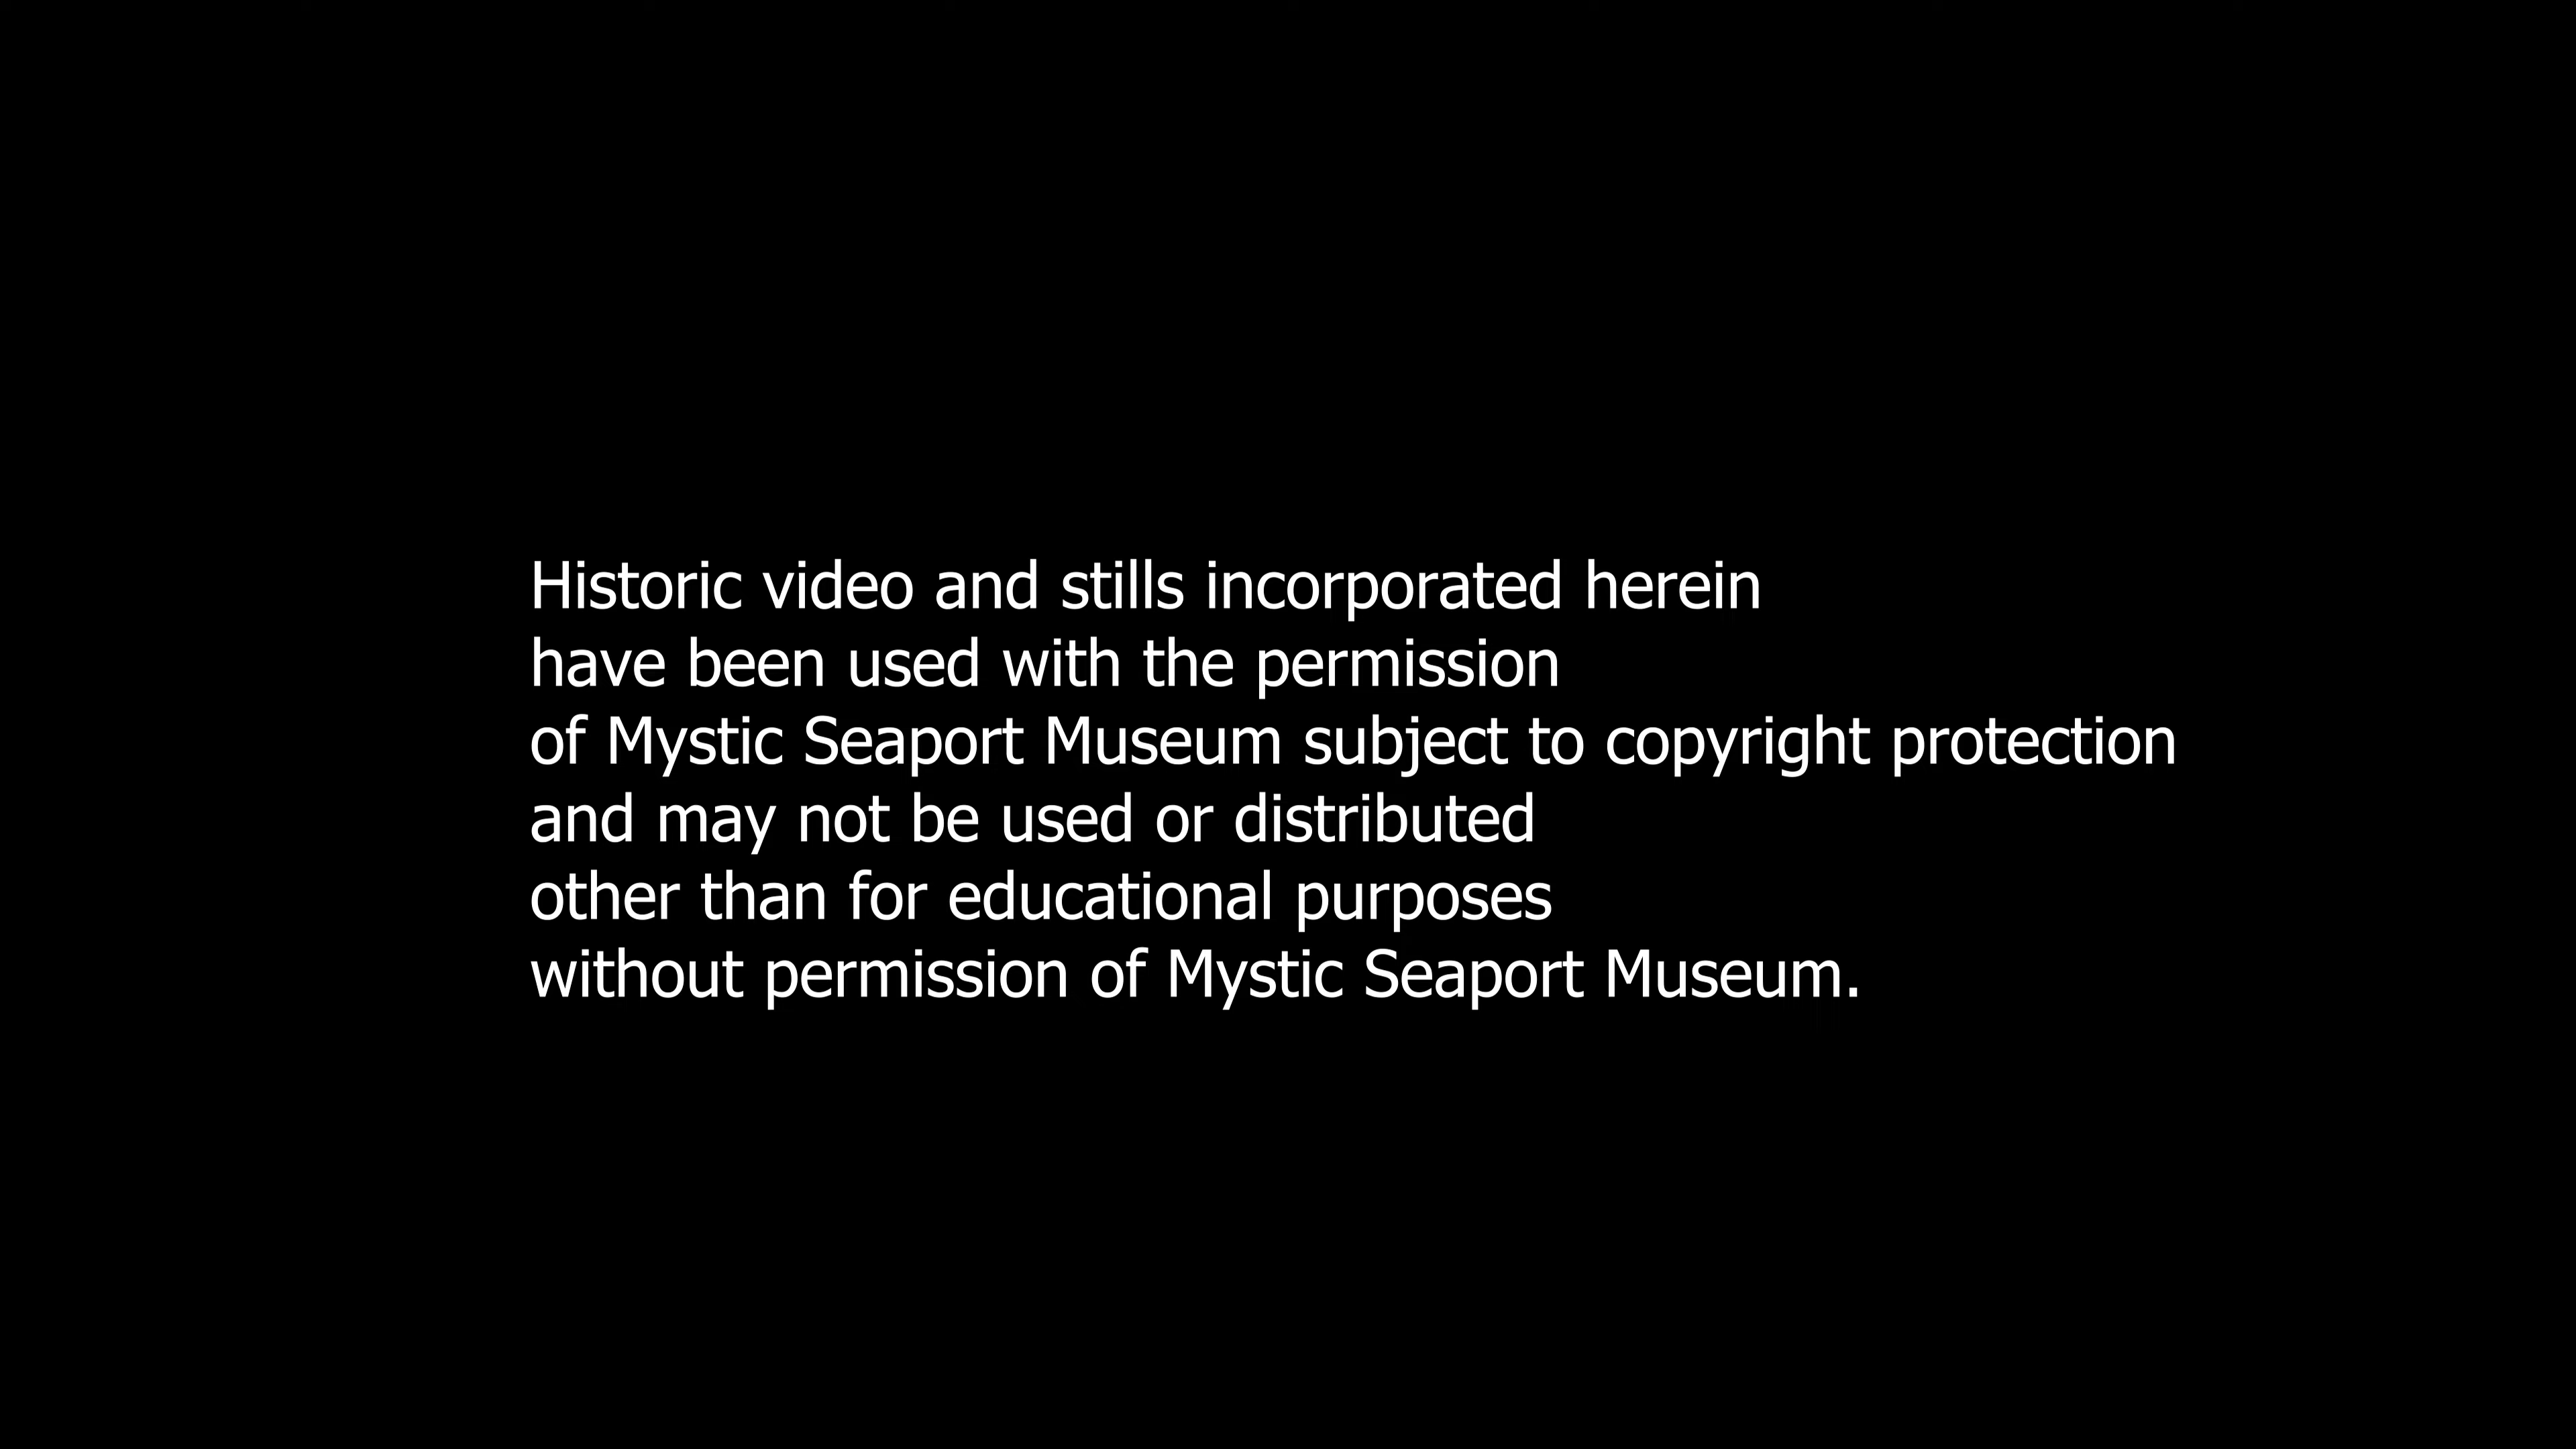 Historic video and stills incorporated herein
have been used with the permission
of Mystic Seaport Museum subject to copyright protection
and may not be used or distributed
other than for educational purposes
without permission of Mystic Seaport Museum.